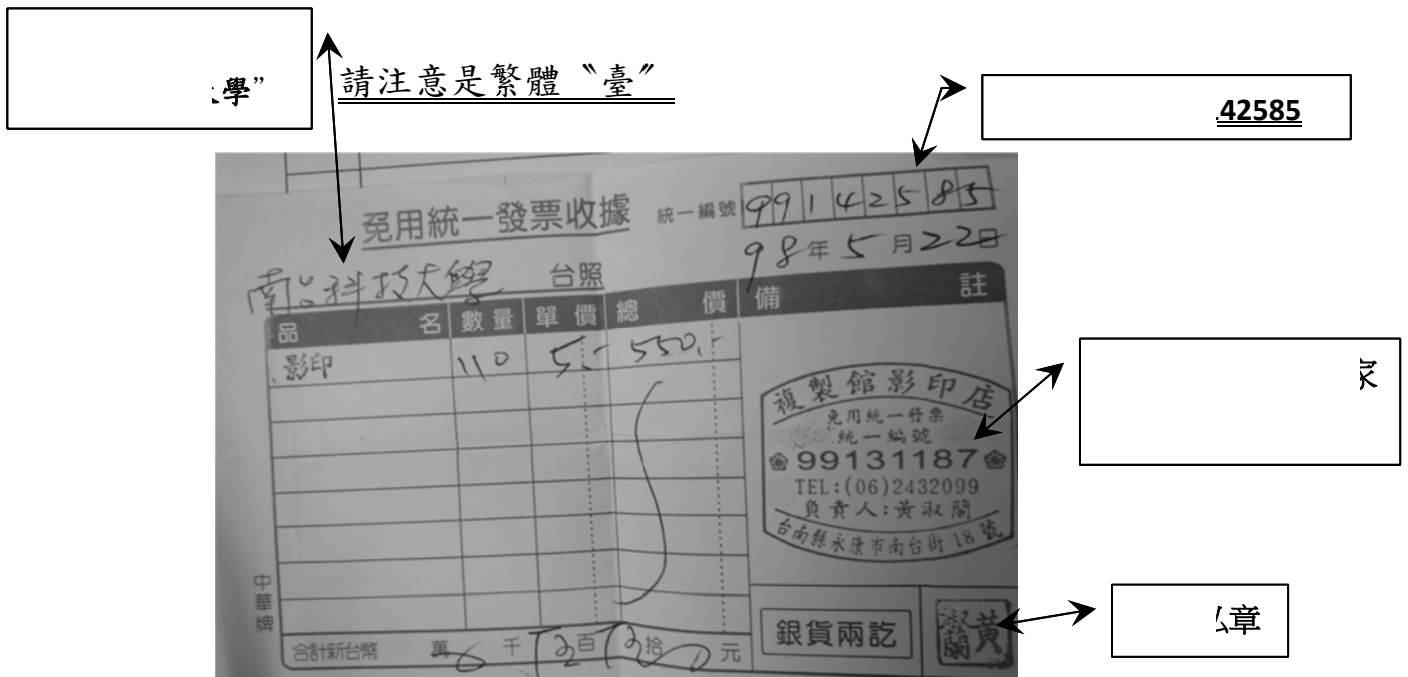 學”
請注意是繁體〝臺〞
42585
免用統一發票收據
統一編號 99142585
98年5月22日
南台科技大學 台照
品名 數量 單價 總價 備註
影印 110 5.- 550.-
複製館影印店
免用統一發票
統一編號
99131187
TEL:(06)2432099
負責人:黃淑蘭
台南縣永康市南台街18號
中華牌
合計新台幣 萬 千 百 拾 元
銀貨兩訖
黃淑蘭
章